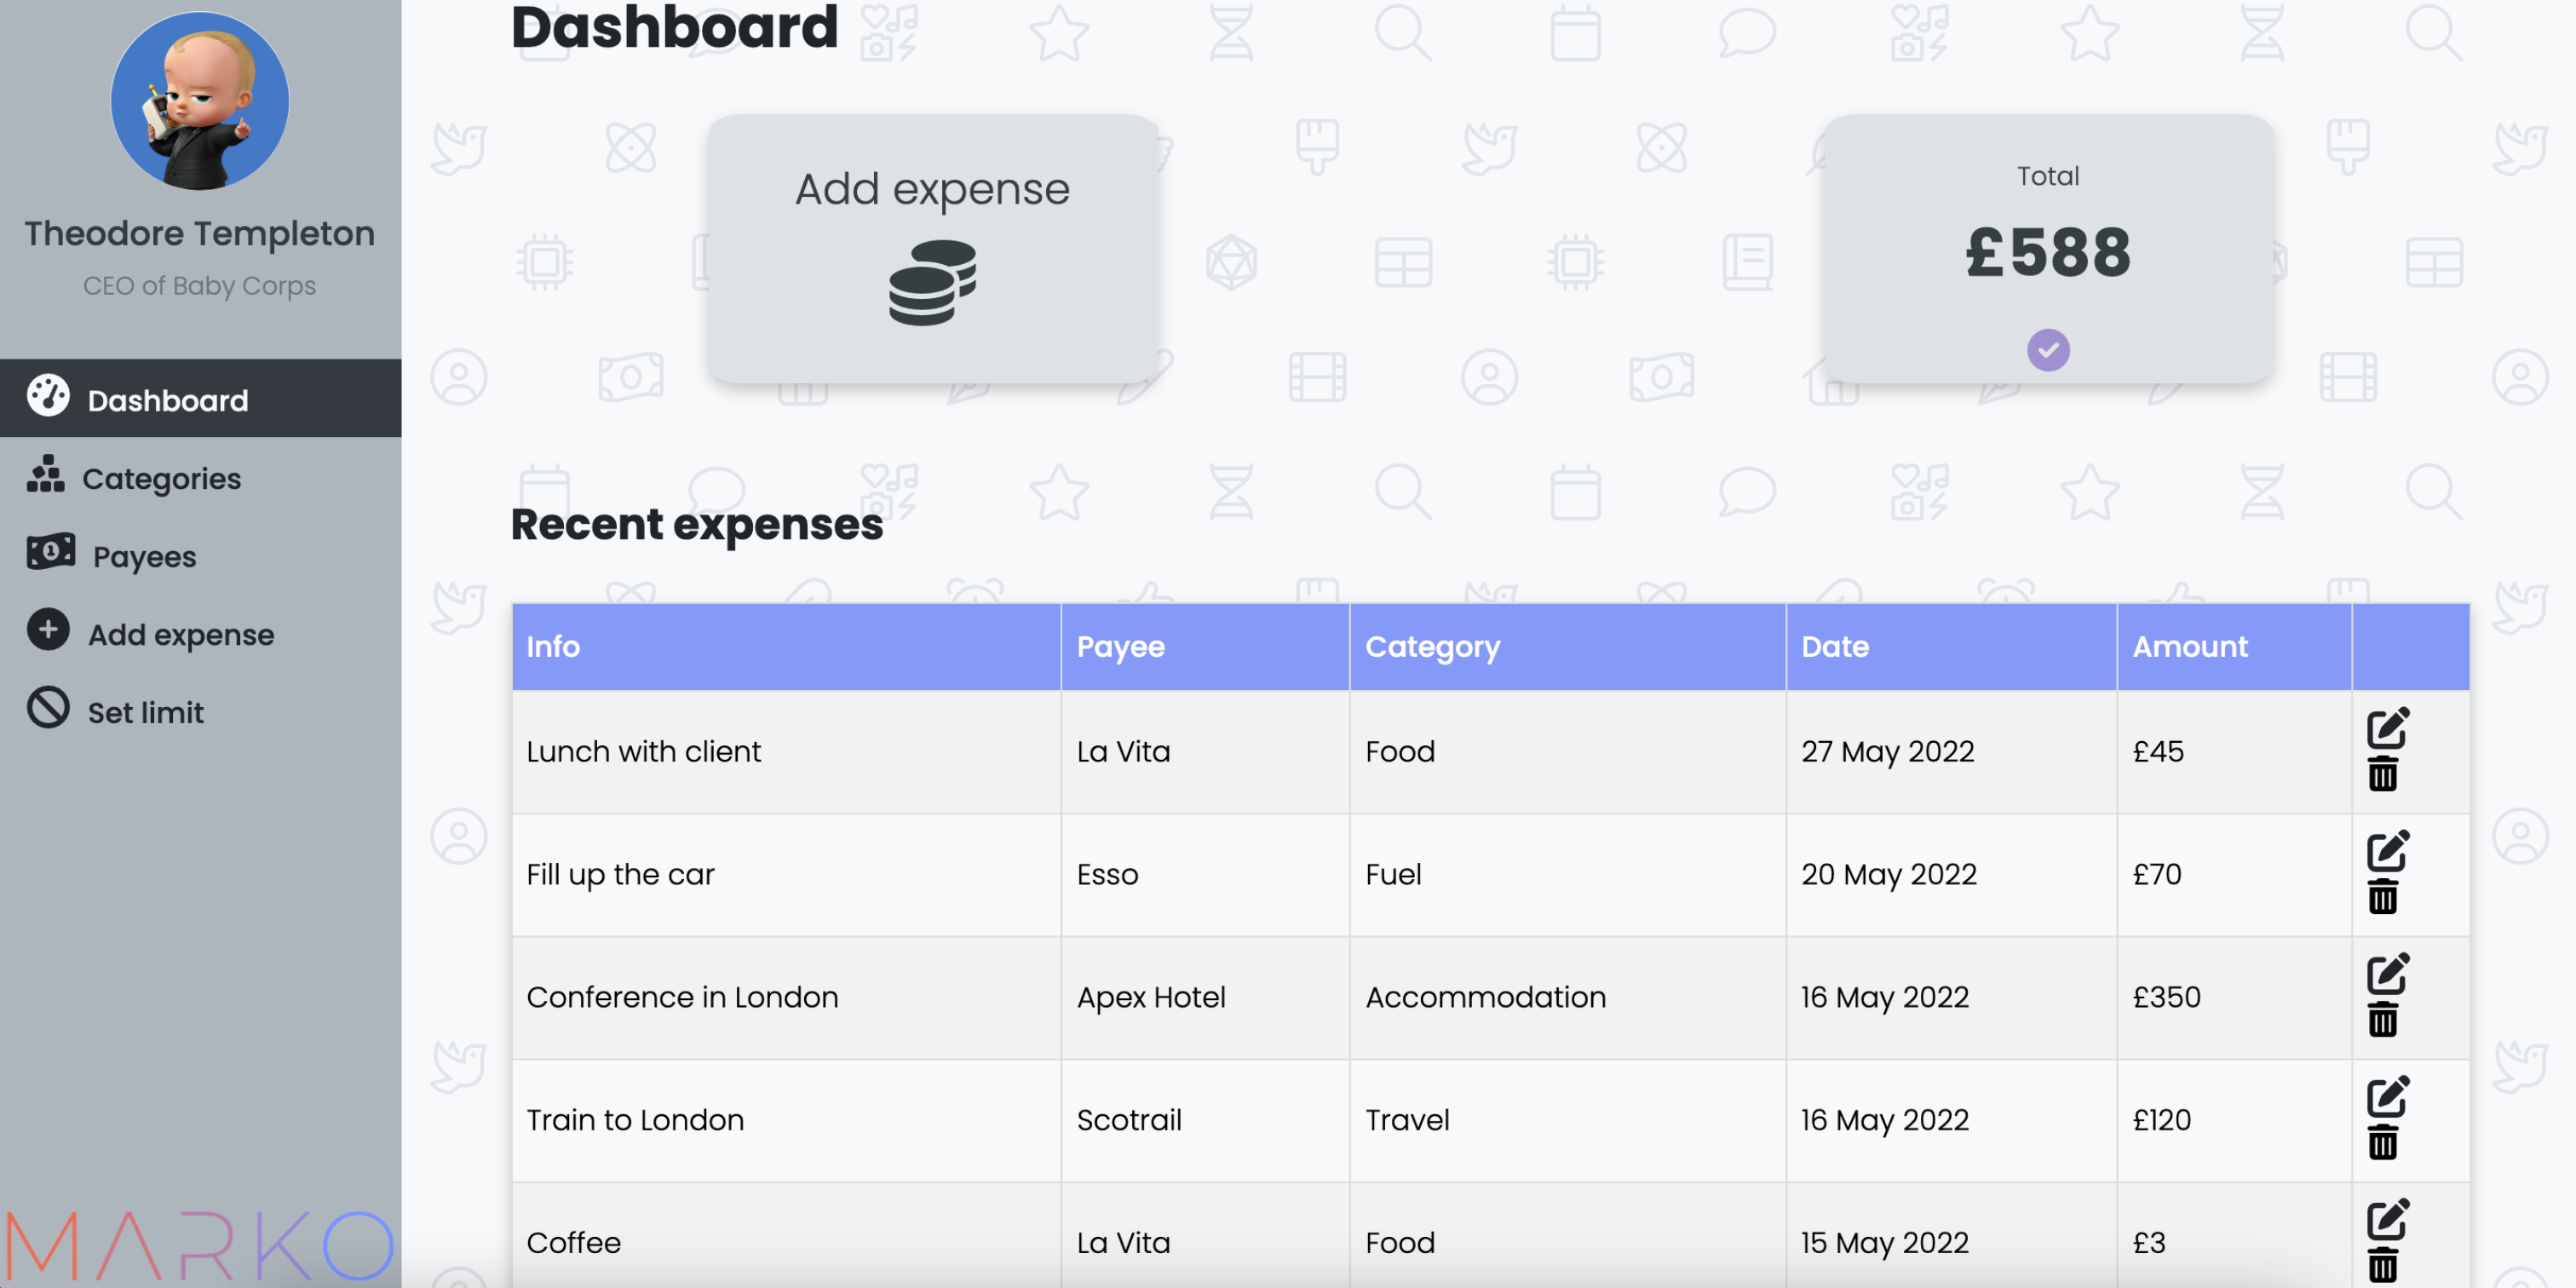 Theodore Templeton
CEO of Baby Corps
Dashboard
Categories
Payees
Add expense
Set limit
MARKO
Dashboard
Add expense
Total
£588
Recent expenses
Info Payee Category Date Amount
Lunch with client La Vita Food 27 May 2022 £45
Fill up the car Esso Fuel 20 May 2022 £70
Conference in London Apex Hotel Accommodation 16 May 2022 £350
Train to London Scotrail Travel 16 May 2022 £120
Coffee La Vita Food 15 May 2022 £3